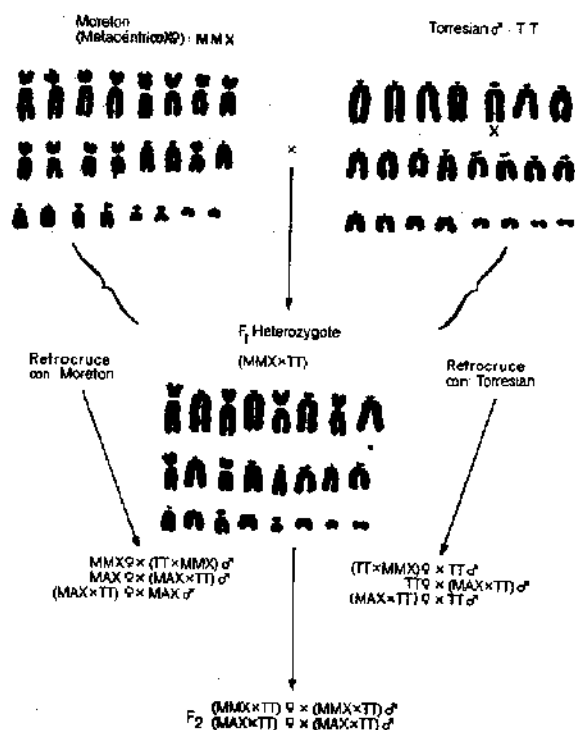 Moreton
(Metacéntrico X♀) : MMX
Torresian ♂ · TT
X
×
F₁ Heterozygote
(MMX×TT)
Retrocruce
con Moreton
Retrocruce
con Torresian
MMX♀ × (TT×MMX)♂
MAX♀ × (MAX×TT)♂
(MAX×TT)♀ × MAX♂
(TT×MMX)♀ × TT♂
TT♀ × (MAX×TT)♂
(MAX×TT)♀ × TT♂
F₂ (MMX×TT)♀ × (MMX×TT)♂
(MAX×TT)♀ × (MAX×TT)♂